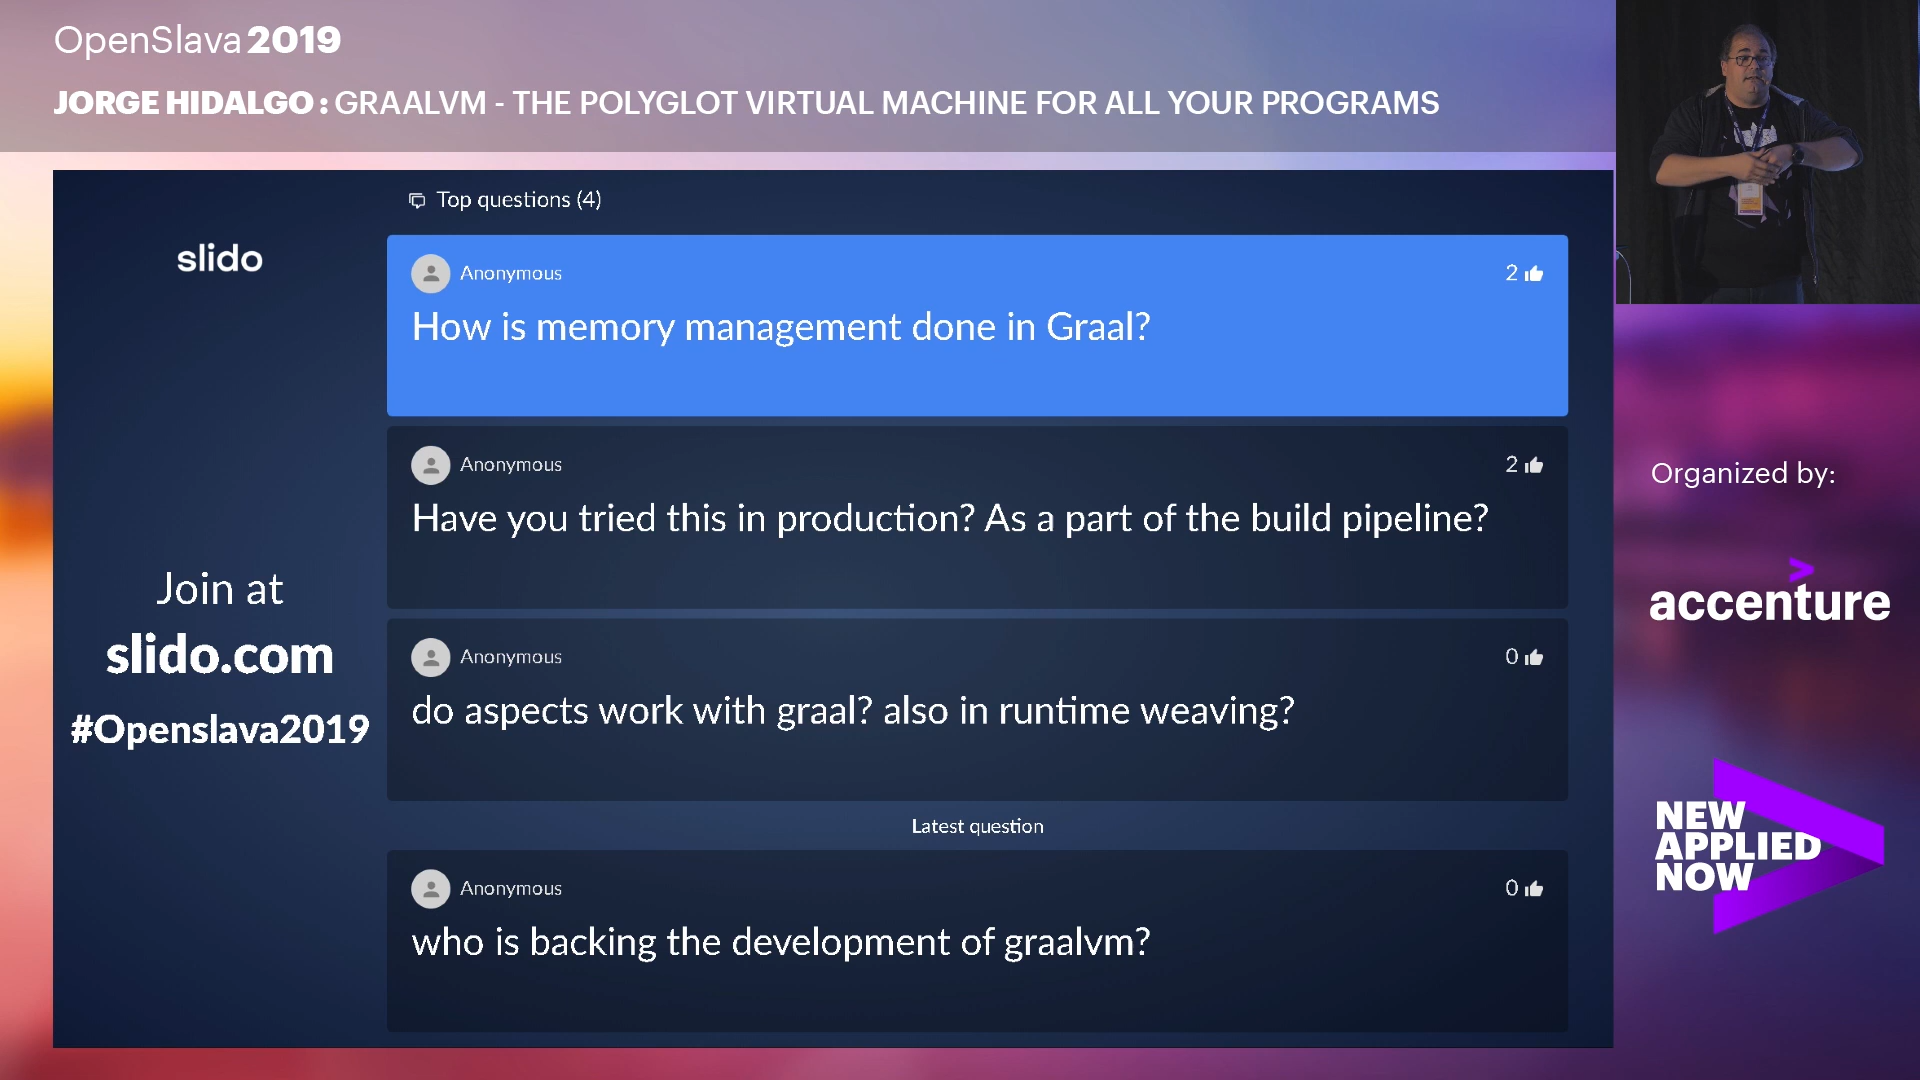 OpenSlava 2019
JORGE HIDALGO : GRAALVM - THE POLYGLOT VIRTUAL MACHINE FOR ALL YOUR PROGRAMS
Top questions (4)
slido
Anonymous
2
How is memory management done in Graal?
Anonymous
2
Have you tried this in production? As a part of the build pipeline?
Anonymous
0
do aspects work with graal? also in runtime weaving?
Latest question
Anonymous
0
who is backing the development of graalvm?
Join at
slido.com
#Openslava2019
Organized by:
accenture
NEW
APPLIED
NOW